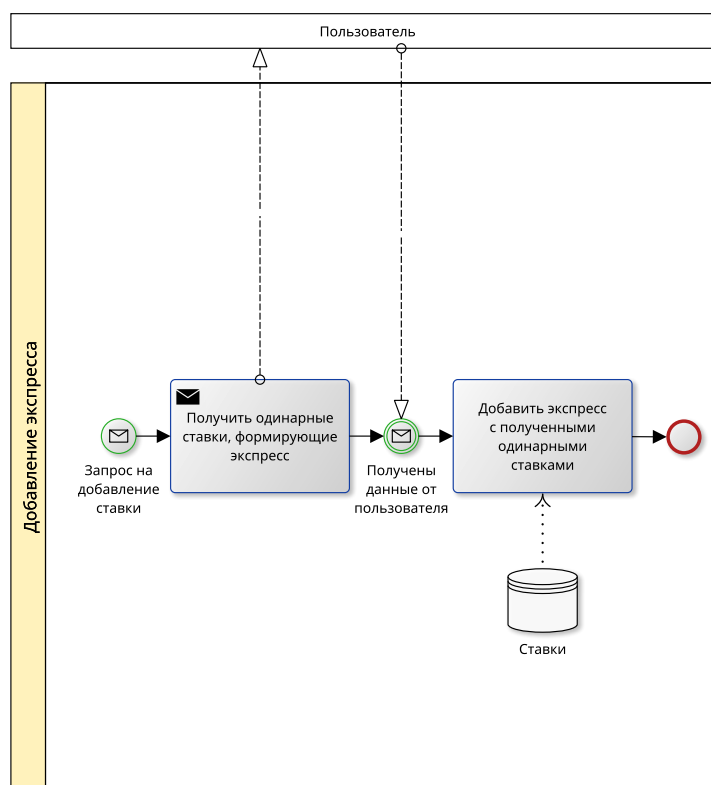 Пользователь
Добавление экспресса
Запрос на
добавление
ставки
Получить одинарные
ставки, формирующие
экспресс
Получены
данные от
пользователя
Добавить экспресс
с полученными
одинарными
ставками
Ставки